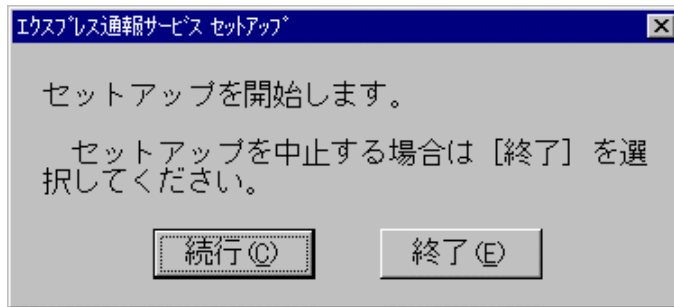 ｴｸｽﾌﾟﾚｽ通報ｻｰﾋﾞｽ ｾｯﾄｱｯﾌﾟ
セットアップを開始します。
　セットアップを中止する場合は［終了］を選
択してください。
続行(C)
終了(E)